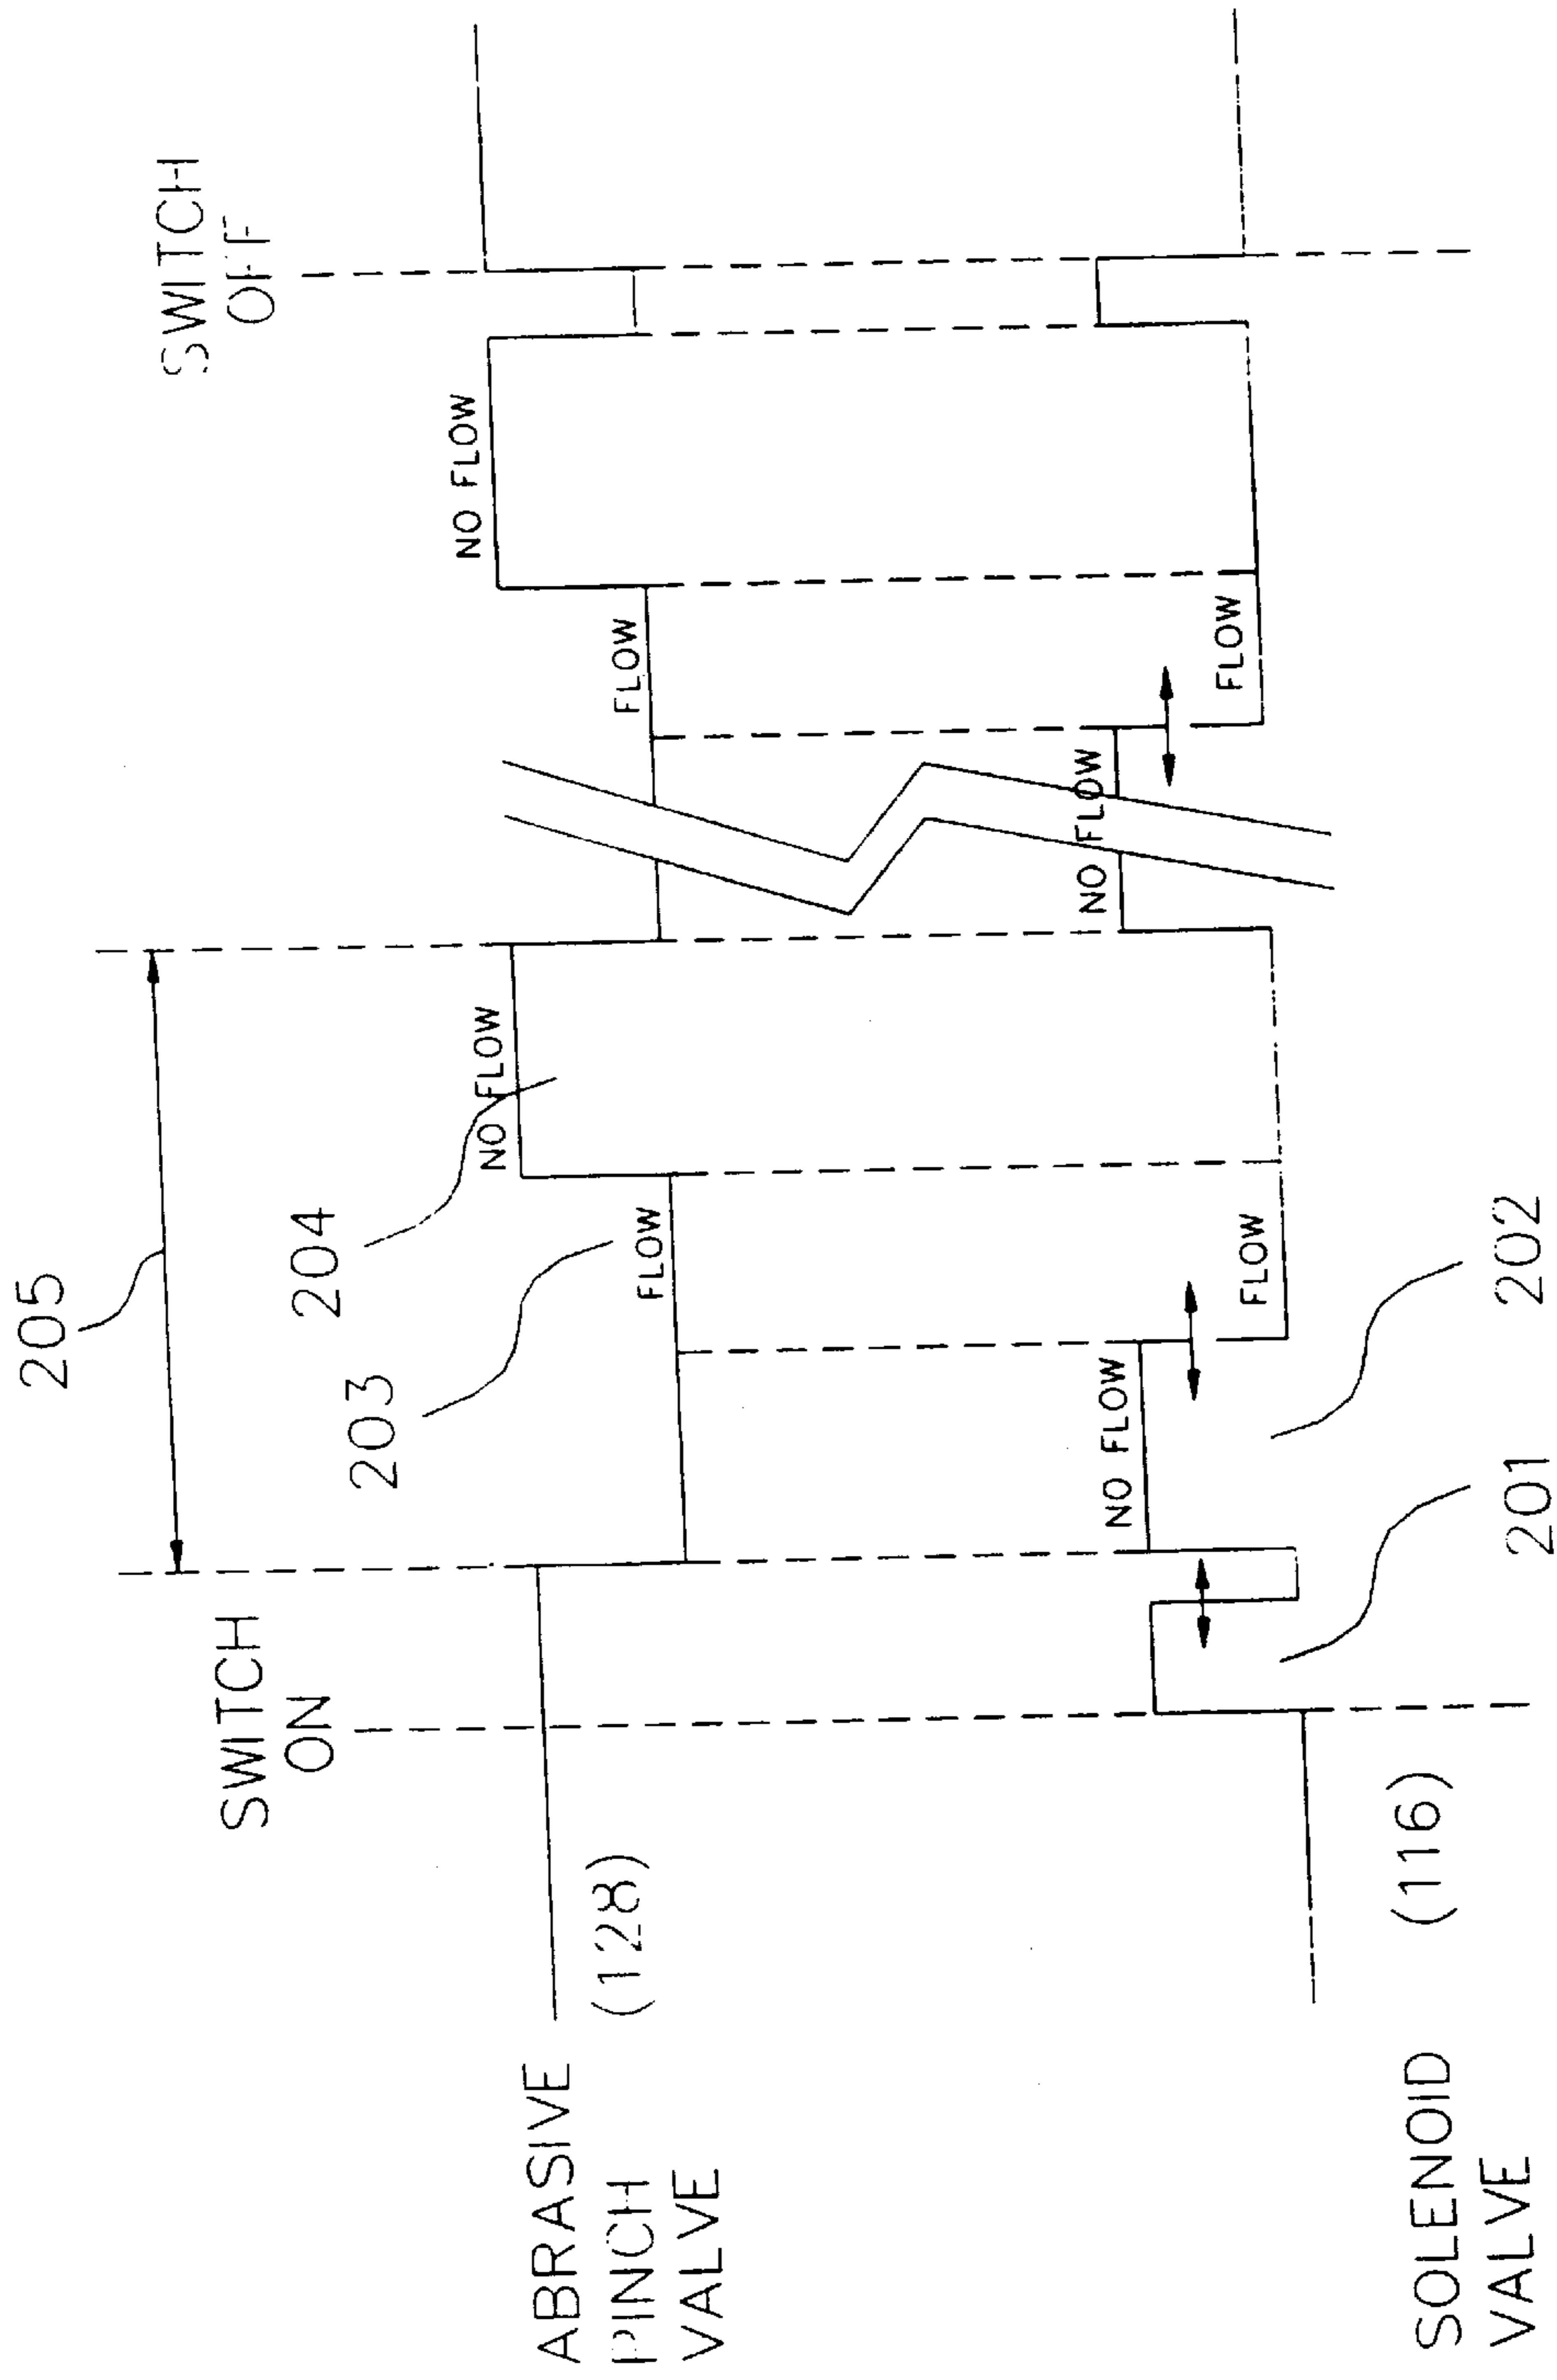 SWITCH
ON
SWITCH
OFF
205
204
203
NO FLOW
FLOW
NO FLOW
FLOW
ABRASIVE
PINCH
VALVE
(128)
NO FLOW
FLOW
NO FLOW
FLOW
201
202
SOLENOID
VALVE
(116)